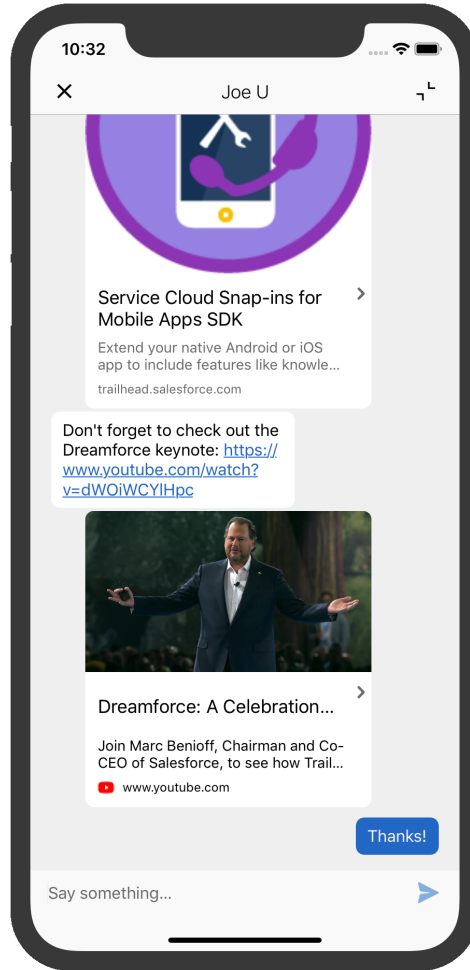 10:32
Joe U
Service Cloud Snap-ins for
Mobile Apps SDK
Extend your native Android or iOS
app to include features like knowle...
trailhead.salesforce.com
Don't forget to check out the
Dreamforce keynote: https://
www.youtube.com/watch?
v=dWOiWCYlHpc
Dreamforce: A Celebration...
Join Marc Benioff, Chairman and Co-
CEO of Salesforce, to see how Trail...
www.youtube.com
Thanks!
Say something...